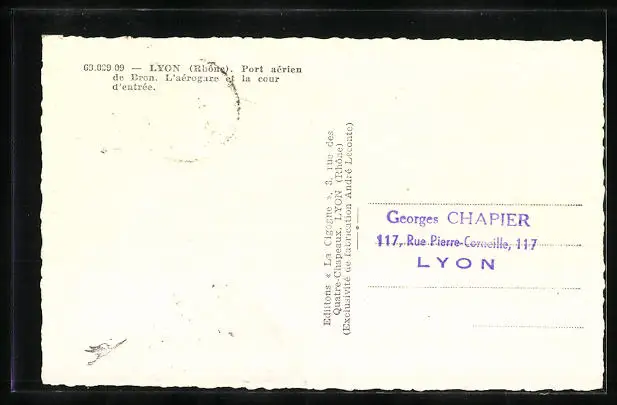 69.029 09 — LYON (Rhône). Port aérien
de Bron. L'aérogare et la cour
d'entrée.
Editions « La Cigogne », 3, rue des
Quatre-Chapeaux, LYON (Rhône)
(Exclusivité de fabrication André Leconte)
Georges CHAPIER
117, Rue Pierre-Corneille, 117
LYON